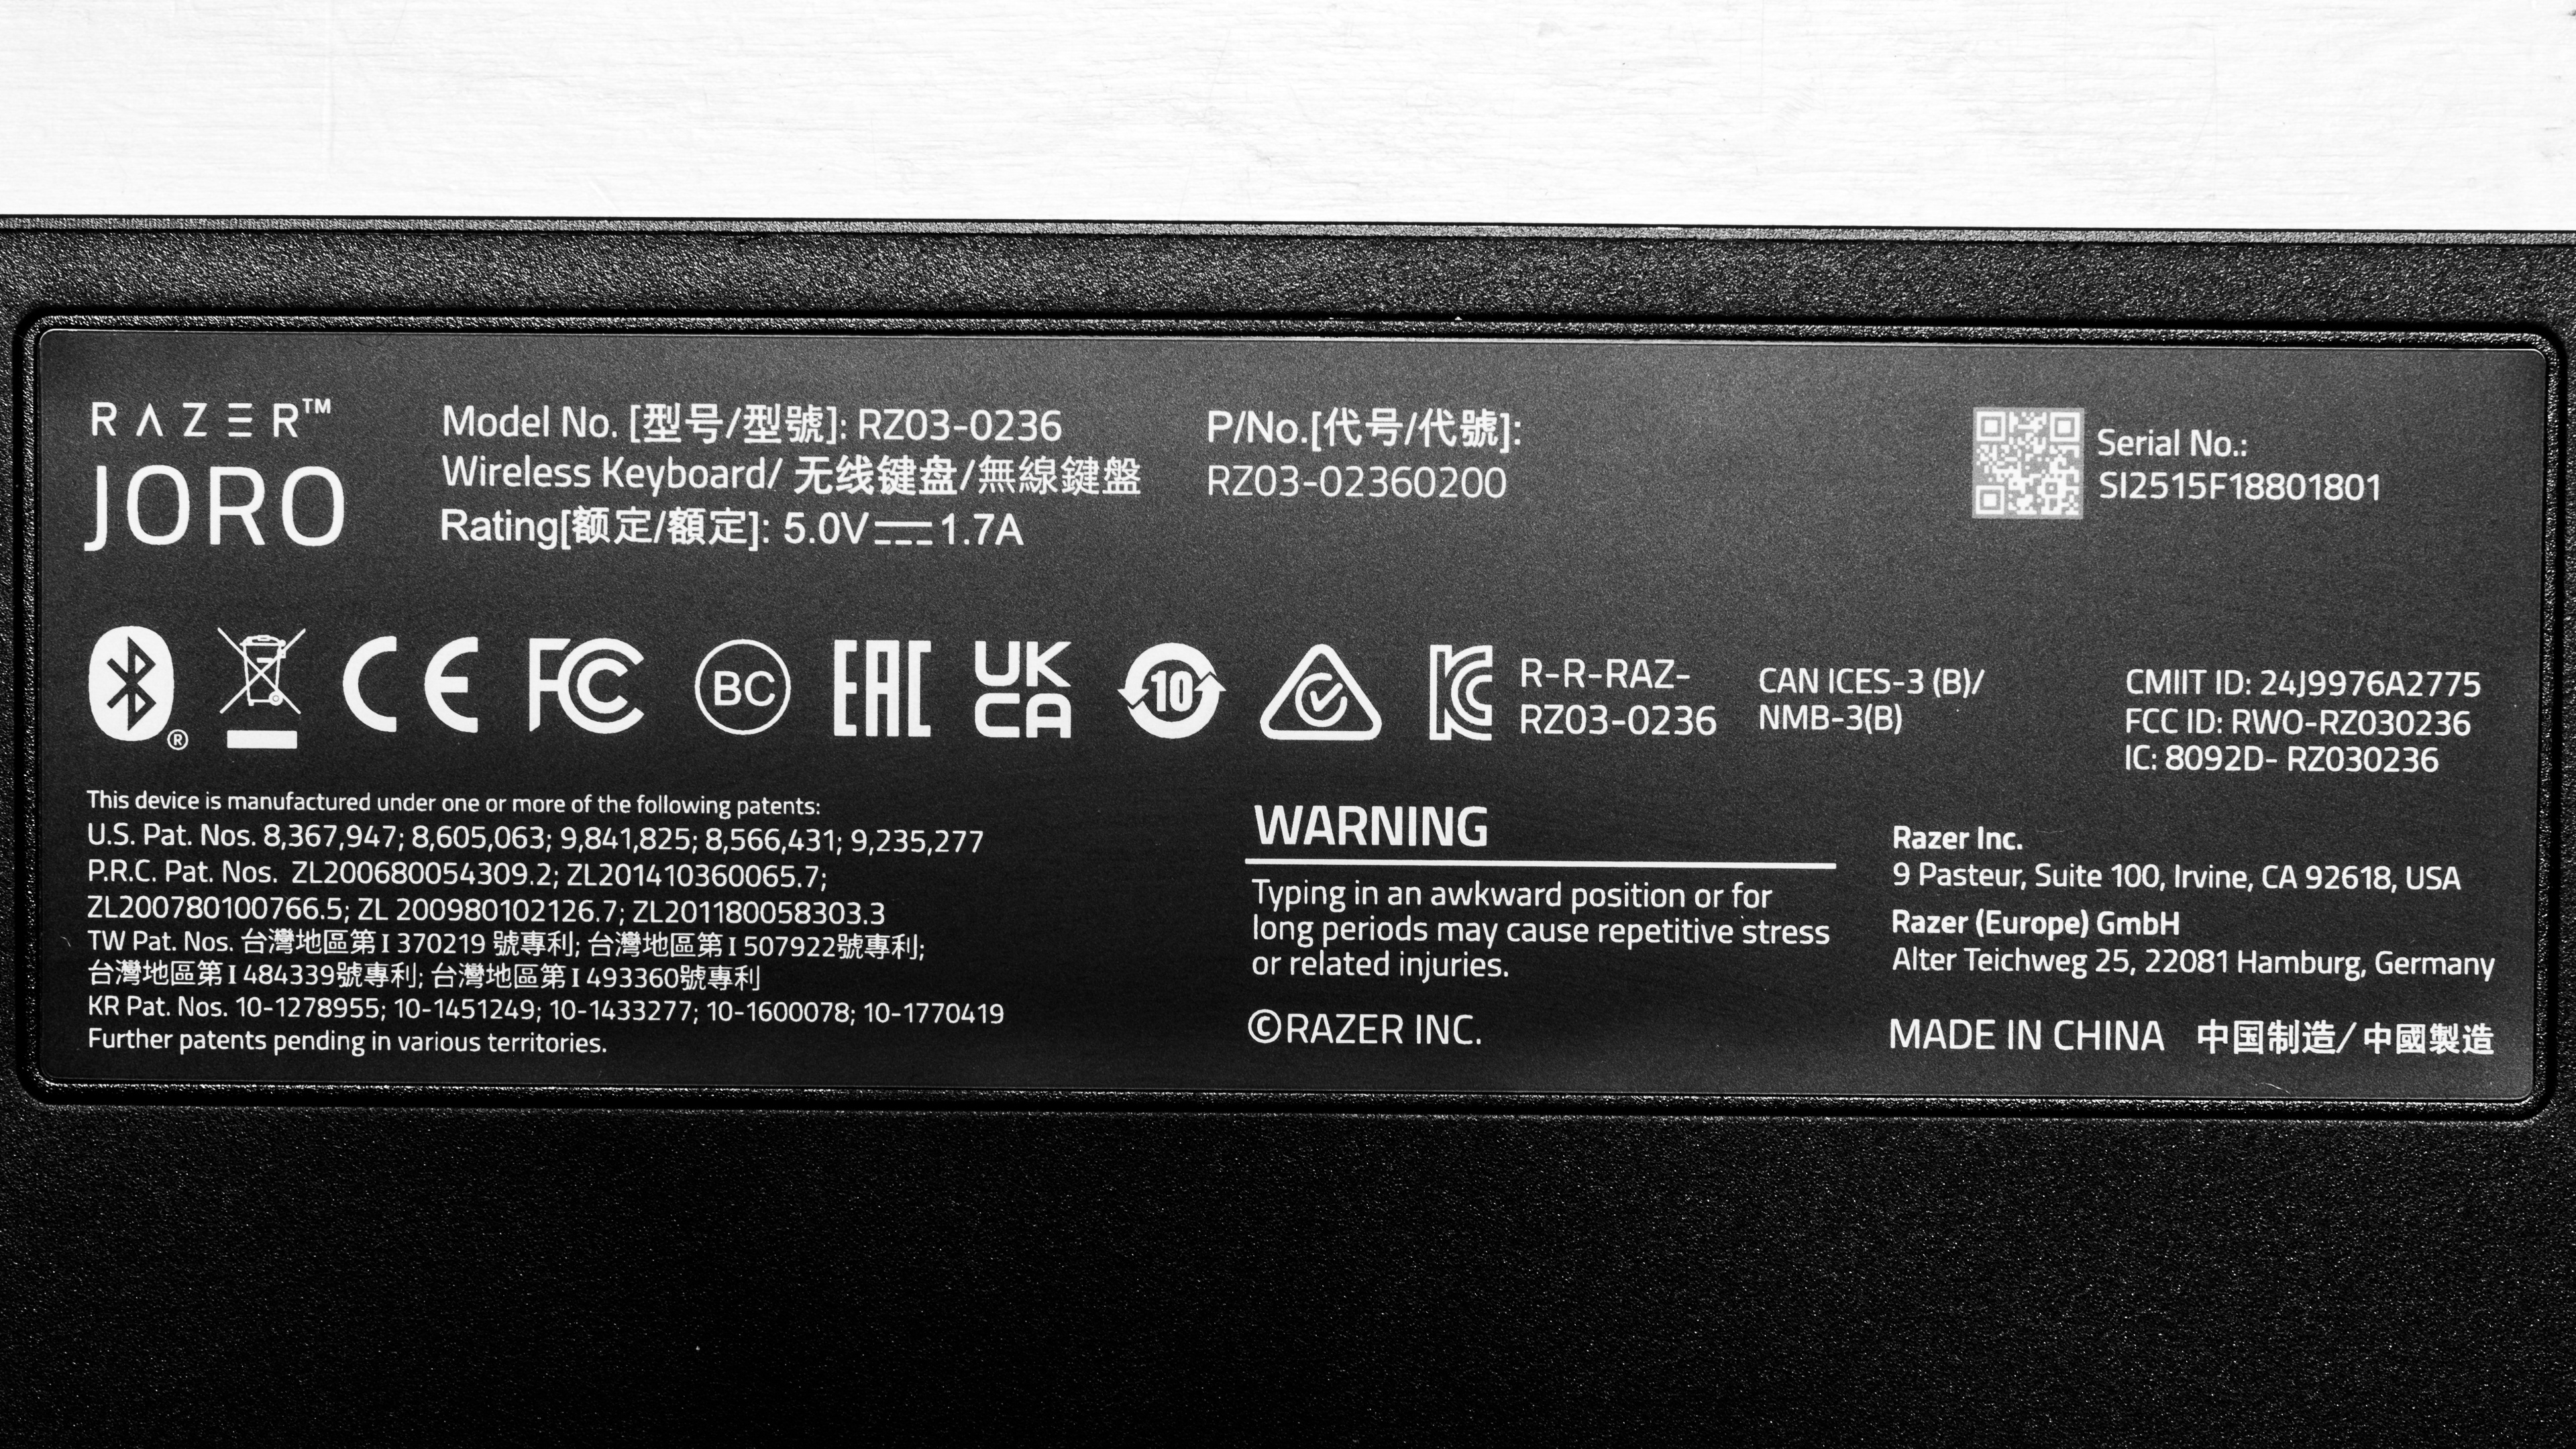 RAZER™
JORO
Model No. [型号/型號]: RZ03-0236
Wireless Keyboard/ 无线键盘/無線鍵盤
Rating[额定/額定]: 5.0V⎓1.7A
P/No.[代号/代號]:
RZ03-02360200
Serial No.:
SI2515F18801801
®
CE
FC
BC
EAC
UK
CA
10
KC
R-R-RAZ-
RZ03-0236
CAN ICES-3 (B)/
NMB-3(B)
CMIIT ID: 24J9976A2775
FCC ID: RWO-RZ030236
IC: 8092D- RZ030236
This device is manufactured under one or more of the following patents:
U.S. Pat. Nos. 8,367,947; 8,605,063; 9,841,825; 8,566,431; 9,235,277
P.R.C. Pat. Nos. ZL200680054309.2; ZL201410360065.7;
ZL200780100766.5; ZL 200980102126.7; ZL201180058303.3
TW Pat. Nos. 台灣地區第I 370219 號專利; 台灣地區第I 507922號專利;
台灣地區第I 484339號專利; 台灣地區第I 493360號專利
KR Pat. Nos. 10-1278955; 10-1451249; 10-1433277; 10-1600078; 10-1770419
Further patents pending in various territories.
WARNING
Typing in an awkward position or for
long periods may cause repetitive stress
or related injuries.
©RAZER INC.
Razer Inc.
9 Pasteur, Suite 100, Irvine, CA 92618, USA
Razer (Europe) GmbH
Alter Teichweg 25, 22081 Hamburg, Germany
MADE IN CHINA 中国制造/中國製造